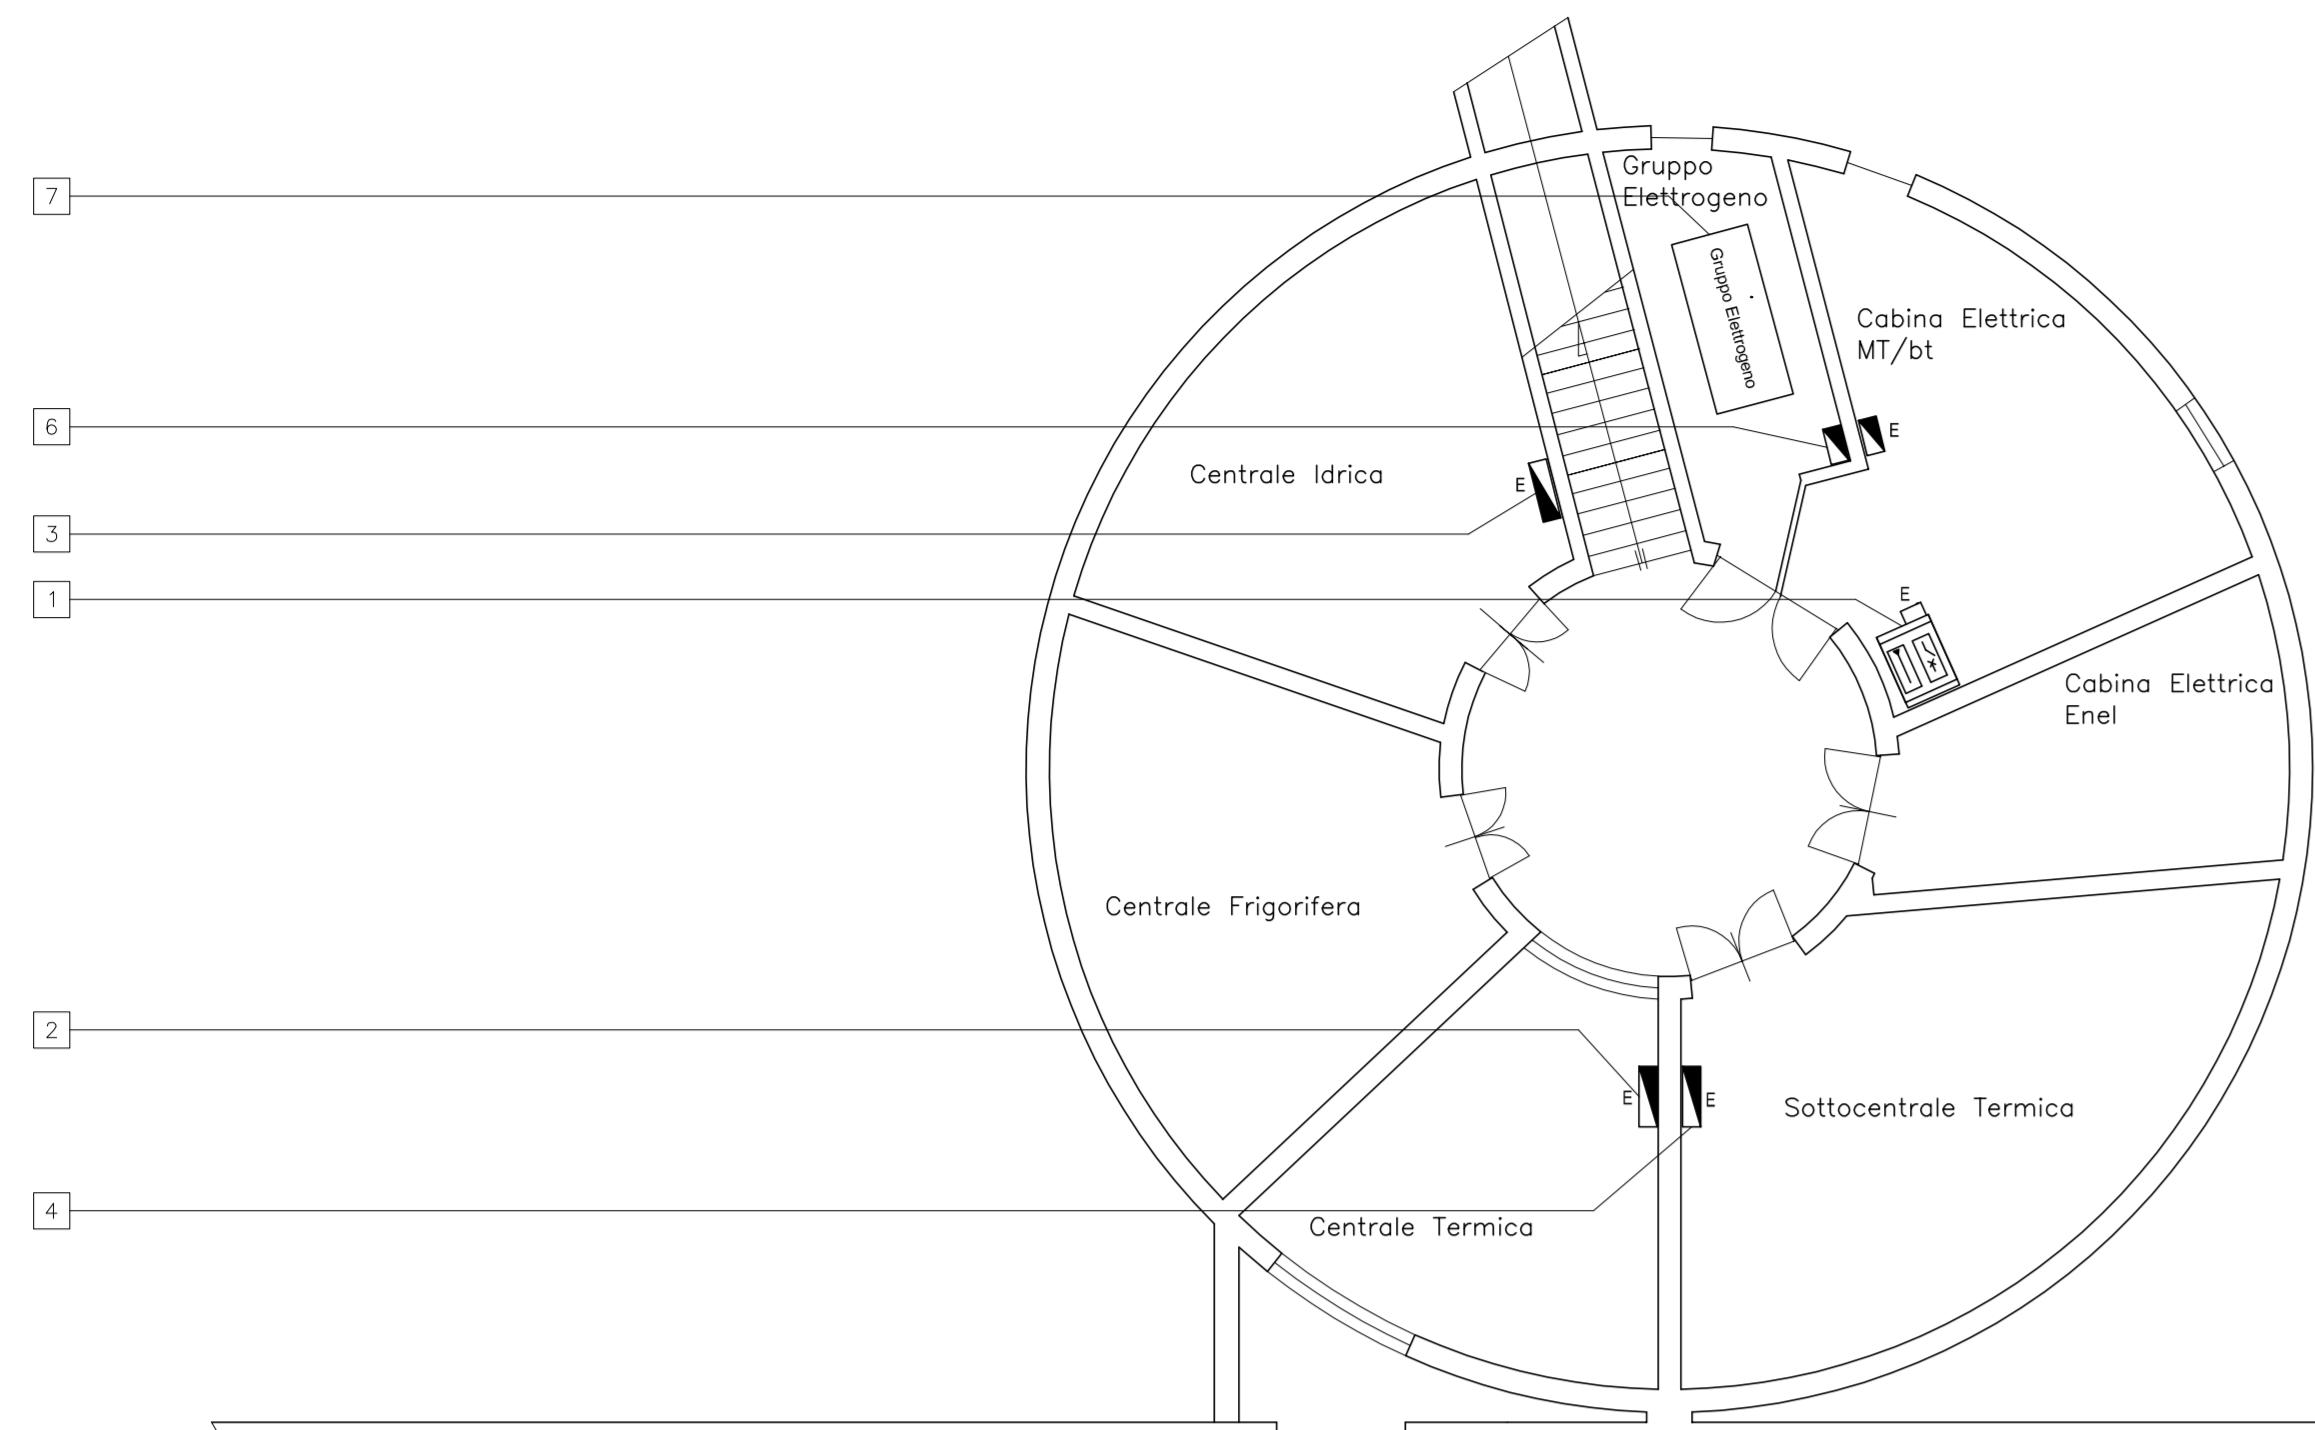 Gruppo
Elettrogeno
7
Gruppo Elettrogeno
Cabina Elettrica
MT/bt
6
E
Centrale Idrica
E
3
1
E
Cabina Elettrica
Enel
Centrale Frigorifera
2
E
E
Sottocentrale Termica
4
Centrale Termica